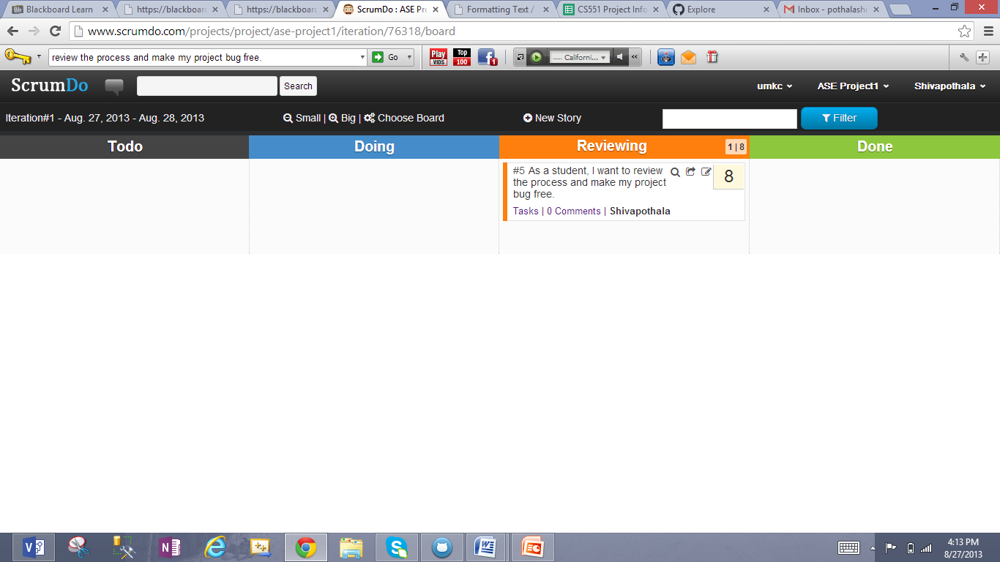 Blackboard Learn
https://blackboard
https://blackboard
ScrumDo : ASE Pro
Formatting Text /
CS551 Project Info
Explore
Inbox - pothalashi
www.scrumdo.com/projects/project/ase-project1/iteration/76318/board
review the process and make my project bug free.
Go
Play VIDS
Top 100
1
..... Californi...
ScrumDo
Search
umkc
ASE Project1
Shivapothala
Iteration#1 - Aug. 27, 2013 - Aug. 28, 2013
Small | Big | Choose Board
New Story
Filter
Todo
Doing
Reviewing
1 | 8
Done
#5 As a student, I want to review
the process and make my project
bug free.
8
Tasks | 0 Comments | Shivapothala
4:13 PM
8/27/2013